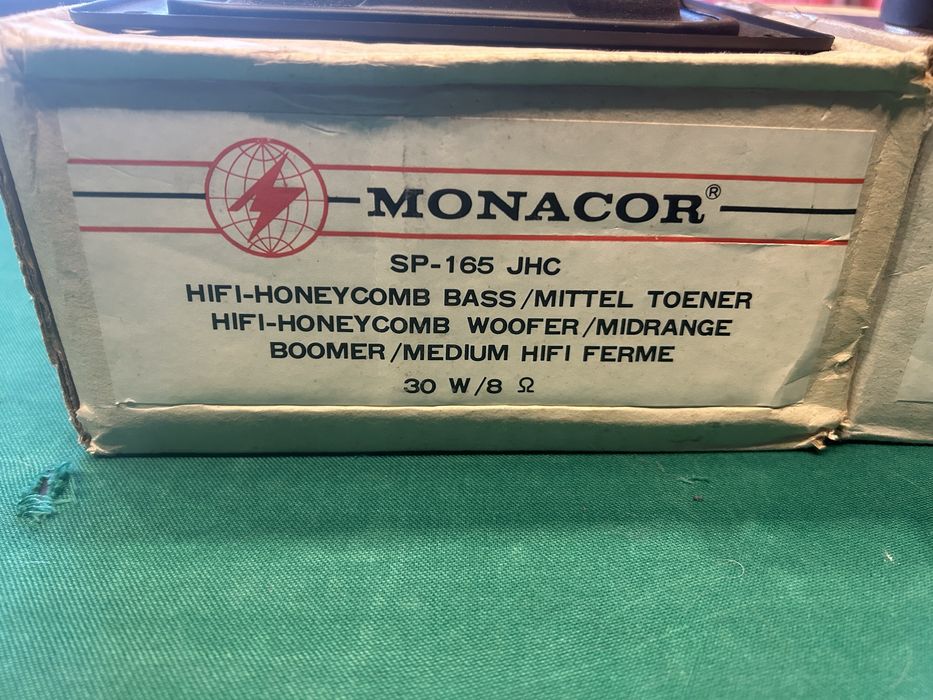 MONACOR®
SP-165 JHC
HIFI-HONEYCOMB BASS/MITTEL TOENER
HIFI-HONEYCOMB WOOFER/MIDRANGE
BOOMER/MEDIUM HIFI FERME
30 W/8 Ω